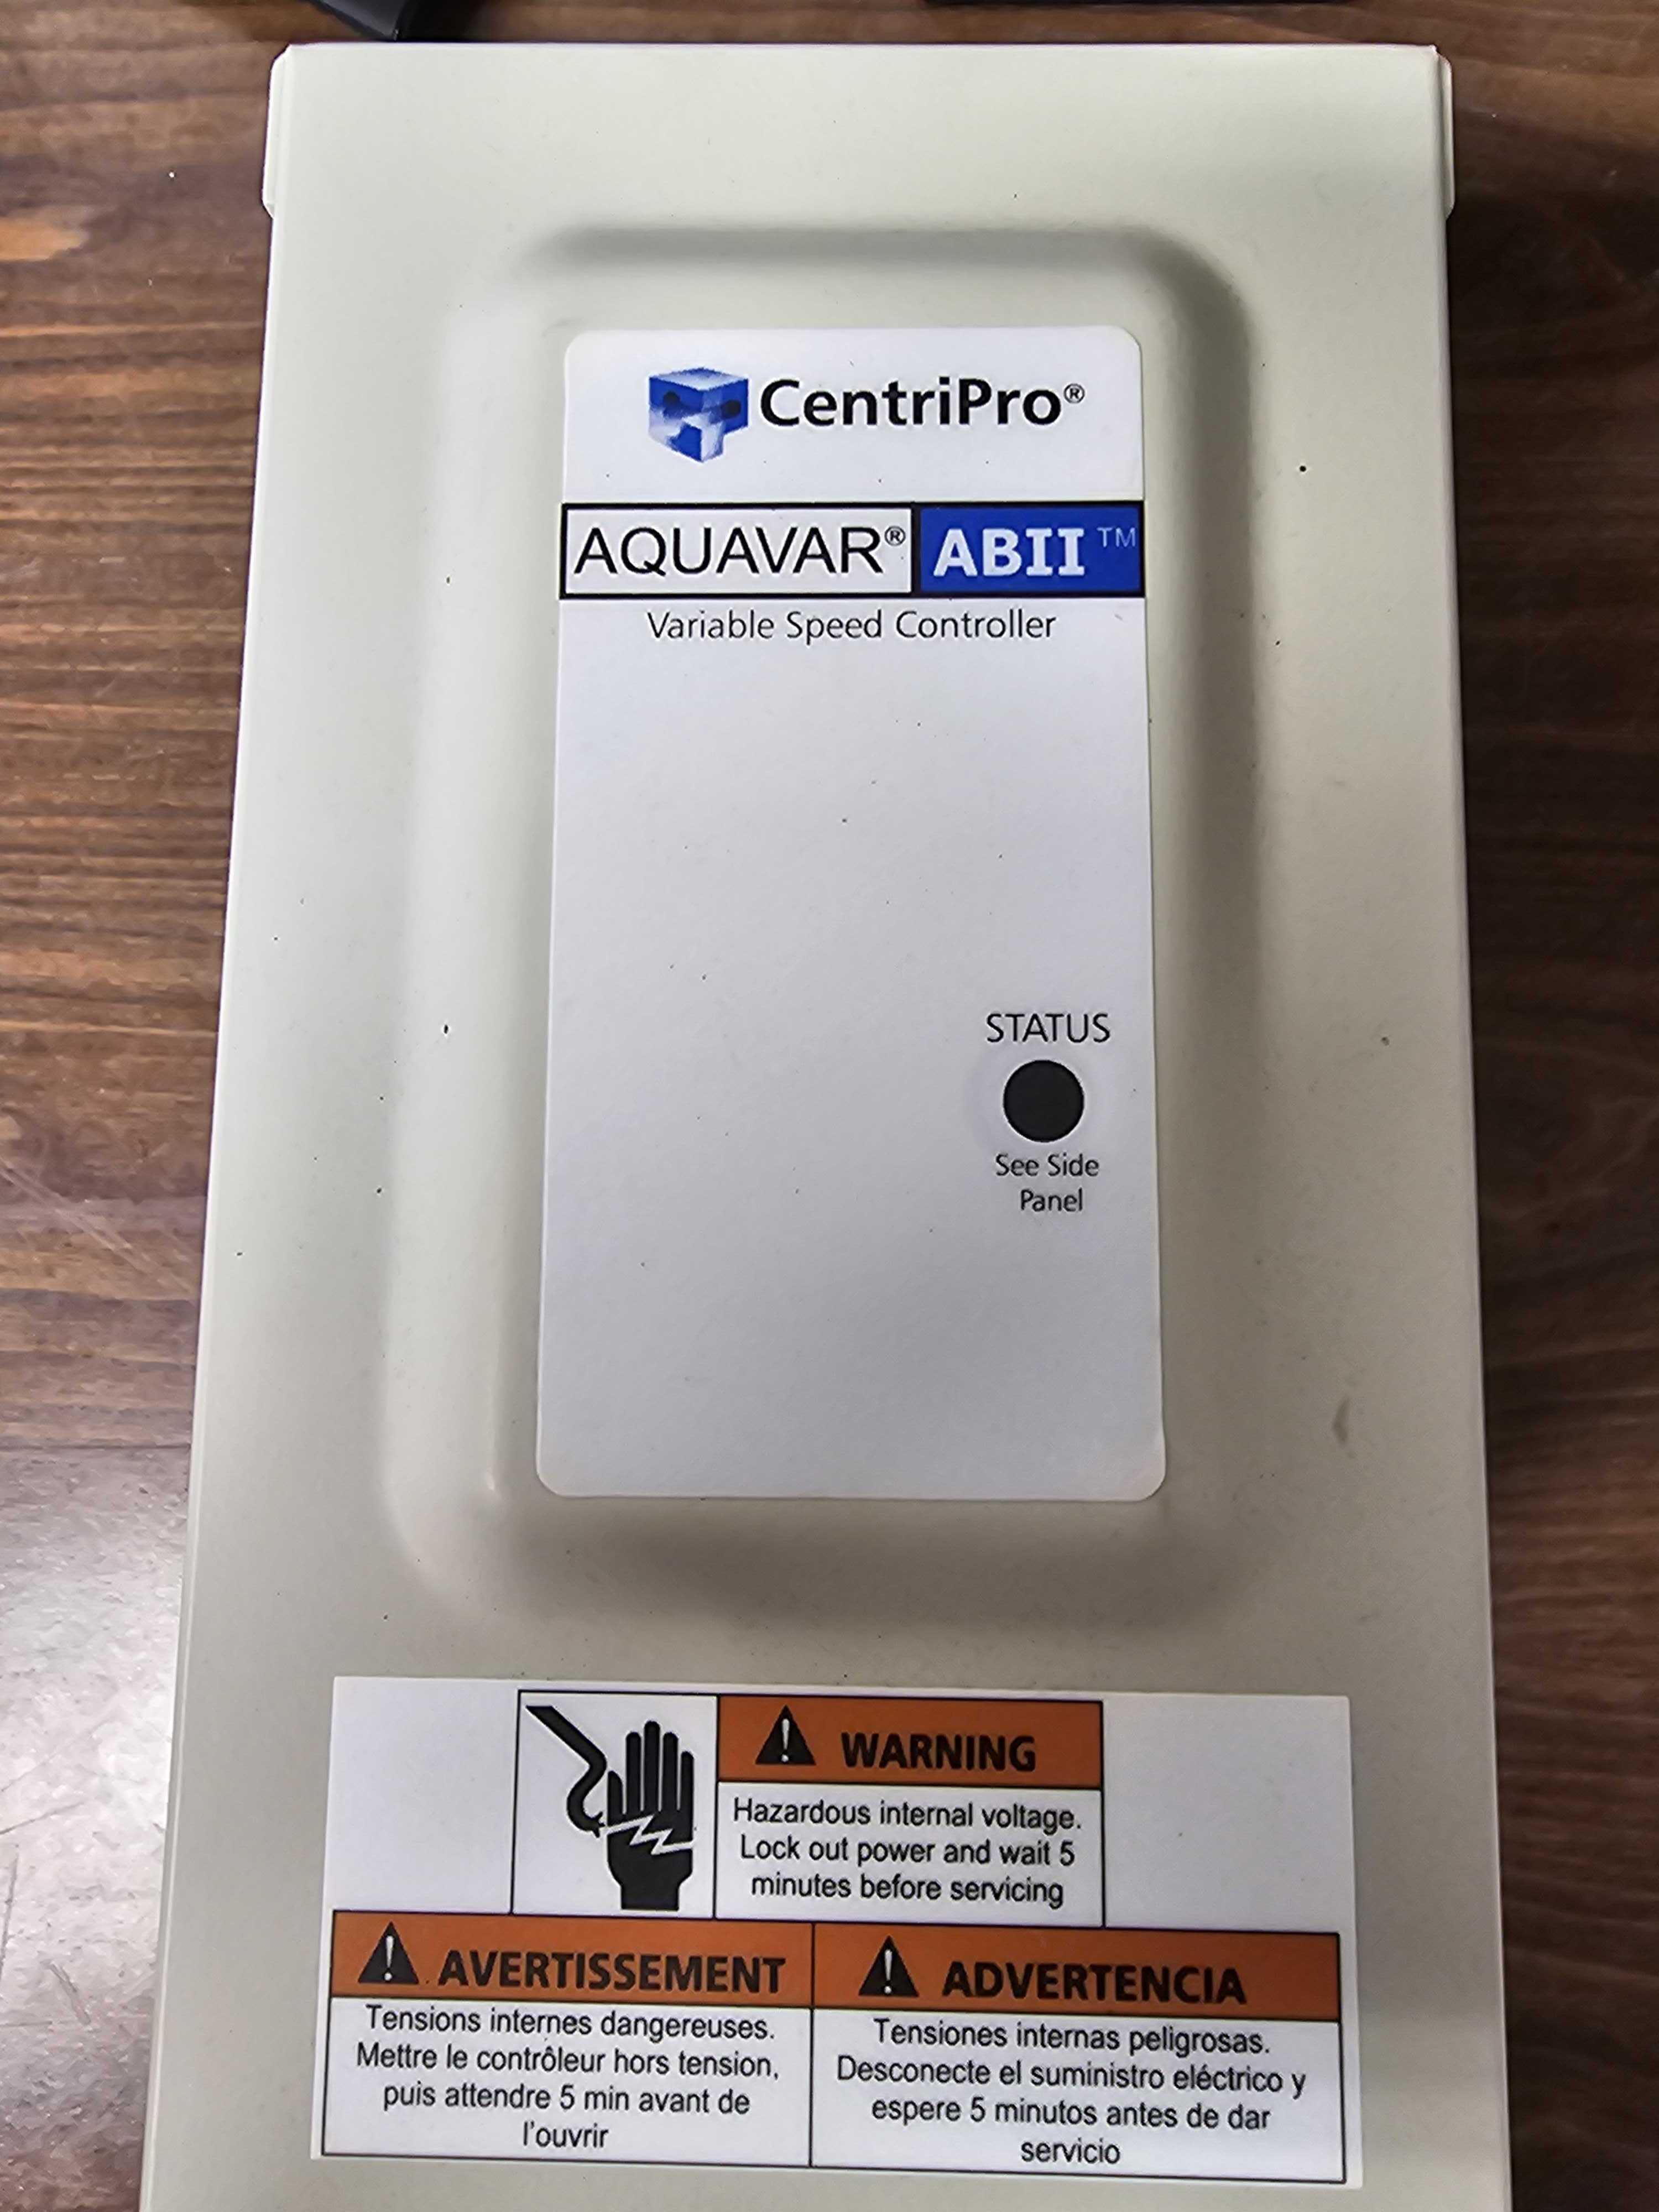 CentriPro®
AQUAVAR® ABII™
Variable Speed Controller
STATUS
See Side
Panel
WARNING
Hazardous internal voltage.
Lock out power and wait 5
minutes before servicing
AVERTISSEMENT
Tensions internes dangereuses.
Mettre le contrôleur hors tension,
puis attendre 5 min avant de
l'ouvrir
ADVERTENCIA
Tensiones internas peligrosas.
Desconecte el suministro eléctrico y
espere 5 minutos antes de dar
servicio